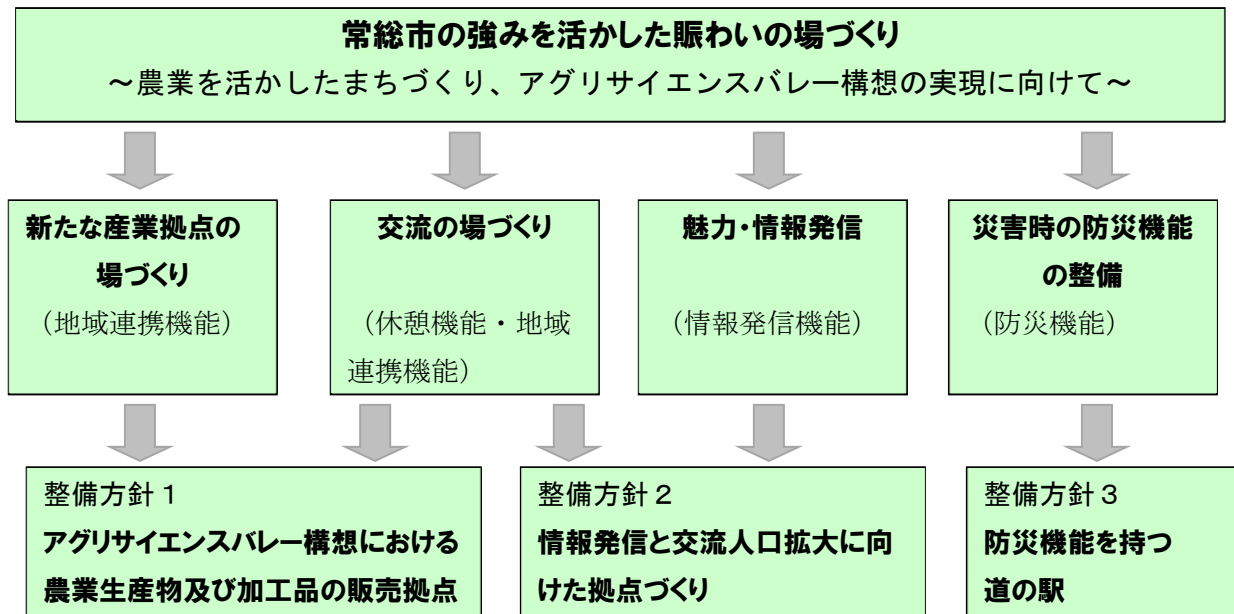 常総市の強みを活かした賑わいの場づくり
～農業を活かしたまちづくり、アグリサイエンスバレー構想の実現に向けて～
新たな産業拠点の
場づくり
（地域連携機能）
交流の場づくり
（休憩機能・地域
連携機能）
魅力・情報発信
（情報発信機能）
災害時の防災機能
の整備
（防災機能）
整備方針１
アグリサイエンスバレー構想における
農業生産物及び加工品の販売拠点
整備方針２
情報発信と交流人口拡大に向
けた拠点づくり
整備方針３
防災機能を持つ
道の駅